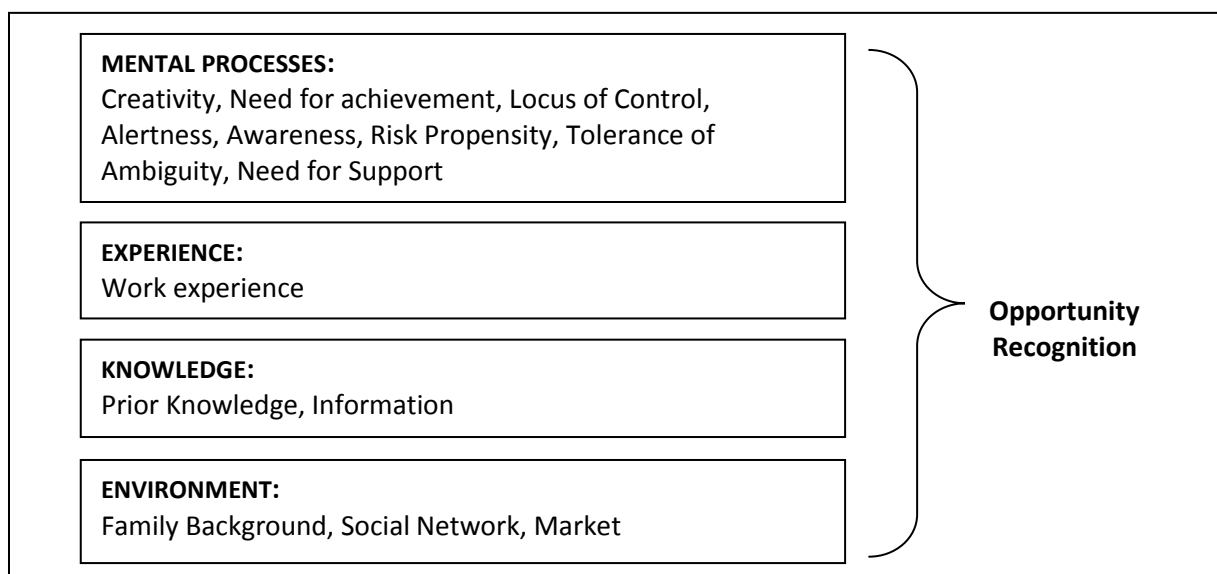 MENTAL PROCESSES:
Creativity, Need for achievement, Locus of Control,
Alertness, Awareness, Risk Propensity, Tolerance of
Ambiguity, Need for Support
EXPERIENCE:
Work experience
KNOWLEDGE:
Prior Knowledge, Information
ENVIRONMENT:
Family Background, Social Network, Market
Opportunity
Recognition